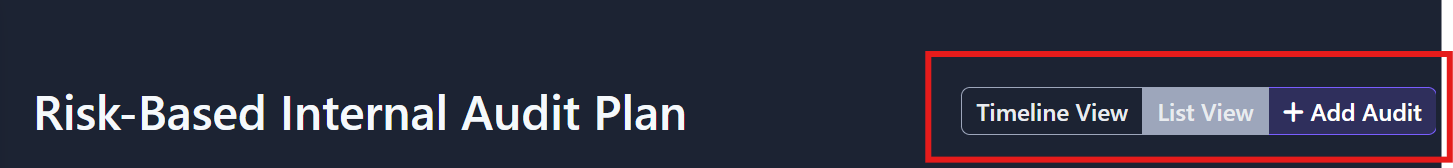 Risk-Based Internal Audit Plan
Timeline View List View + Add Audit